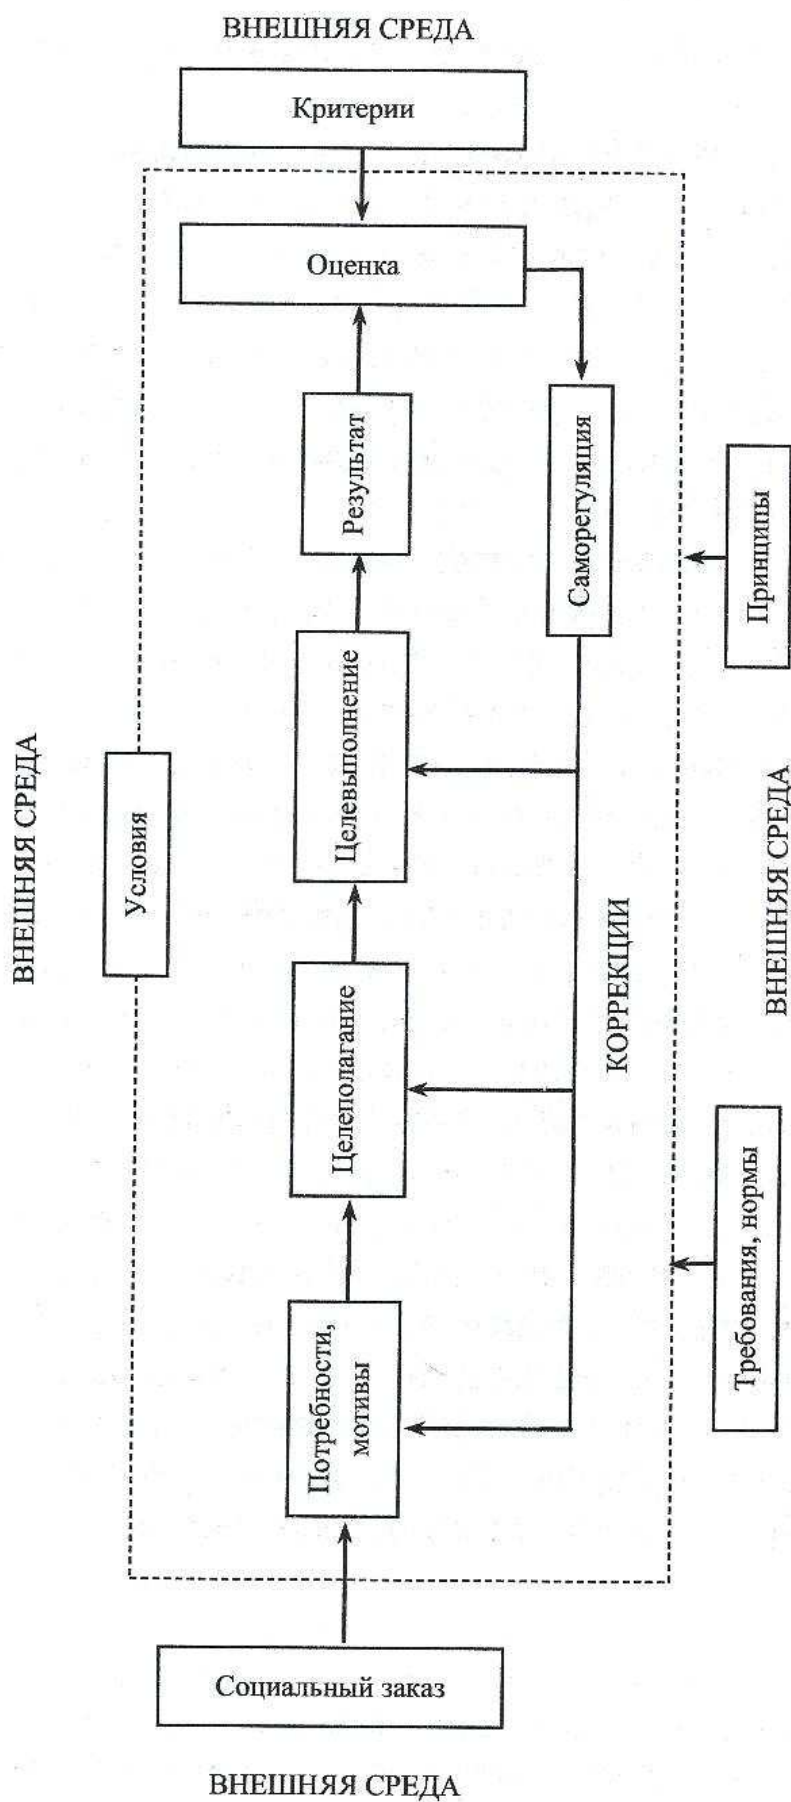 ВНЕШНЯЯ СРЕДА
Критерии
Оценка
Результат
Саморегуляция
Принципы
Целевыполнение
ВНЕШНЯЯ СРЕДА
Условия
ВНЕШНЯЯ СРЕДА
КОРРЕКЦИИ
Целеполагание
Требования, нормы
Потребности,
мотивы
Социальный заказ
ВНЕШНЯЯ СРЕДА